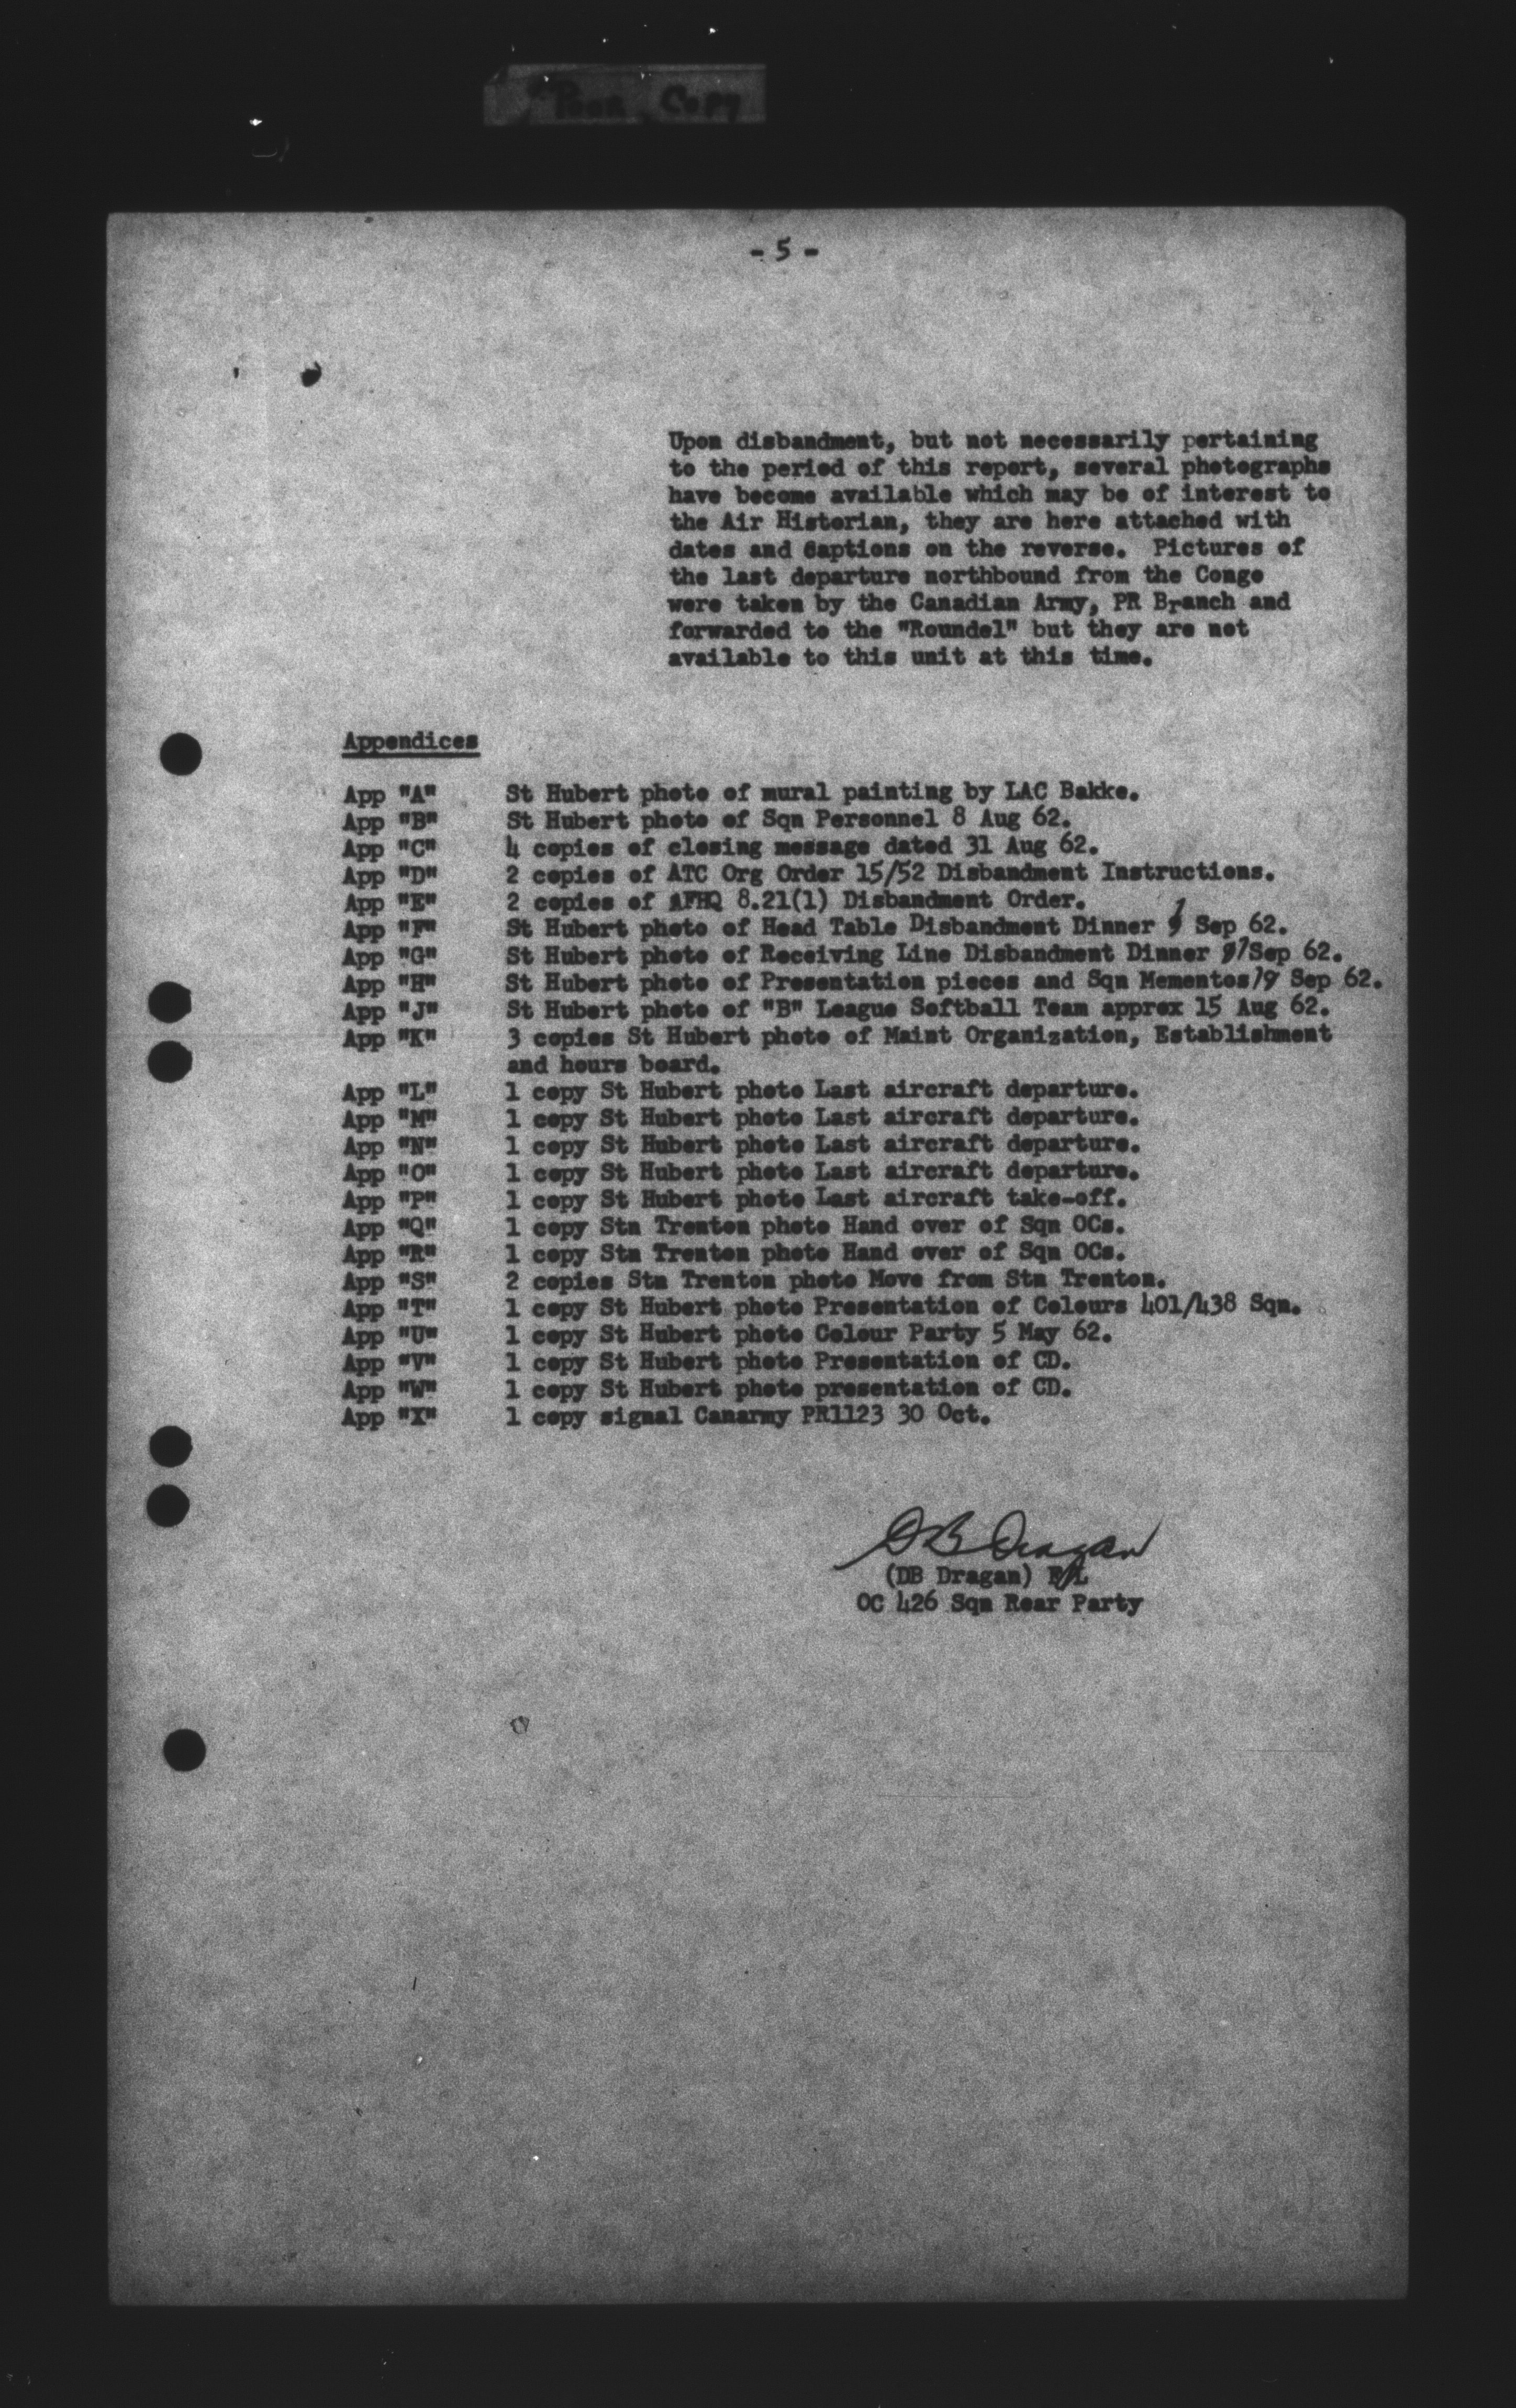 "Poor Copy
- 5 -
Upon disbandment, but not necessarily pertaining
to the period of this report, several photographs
have become available which may be of interest to
the Air Historian, they are here attached with
dates and captions on the reverse. Pictures of
the last departure northbound from the Congo
were taken by the Canadian Army, PR Branch and
forwarded to the "Roundel" but they are not
available to this unit at this time.
Appendices
App "A" St Hubert photo of mural painting by LAC Bakke.
App "B" St Hubert photo of Sqn Personnel 8 Aug 62.
App "C" 4 copies of closing message dated 31 Aug 62.
App "D" 2 copies of ATC Org Order 15/52 Disbandment Instructions.
App "E" 2 copies of AFHQ 8.21(1) Disbandment Order.
App "F" St Hubert photo of Head Table Disbandment Dinner 1 Sep 62.
App "G" St Hubert photo of Receiving Line Disbandment Dinner 1 Sep 62.
App "H" St Hubert photo of Presentation pieces and Sqn Mementos 1 Sep 62.
App "J" St Hubert photo of "B" League Softball Team approx 15 Aug 62.
App "K" 3 copies St Hubert photo of Maint Organization, Establishment
and hours board.
App "L" 1 copy St Hubert photo Last aircraft departure.
App "M" 1 copy St Hubert photo Last aircraft departure.
App "N" 1 copy St Hubert photo Last aircraft departure.
App "O" 1 copy St Hubert photo Last aircraft departure.
App "P" 1 copy St Hubert photo Last aircraft take-off.
App "Q" 1 copy Stn Trenton photo Hand over of Sqn OCs.
App "R" 1 copy Stn Trenton photo Hand over of Sqn OCs.
App "S" 2 copies Stn Trenton photo Move from Stn Trenton.
App "T" 1 copy St Hubert photo Presentation of Colours 401/438 Sqn.
App "U" 1 copy St Hubert photo Colour Party 5 May 62.
App "V" 1 copy St Hubert photo Presentation of CD.
App "W" 1 copy St Hubert photo presentation of CD.
App "X" 1 copy signal Canarmy PR1123 30 Oct.
DB Dragan
(DB Dragan) F/L
OC 426 Sqn Rear Party